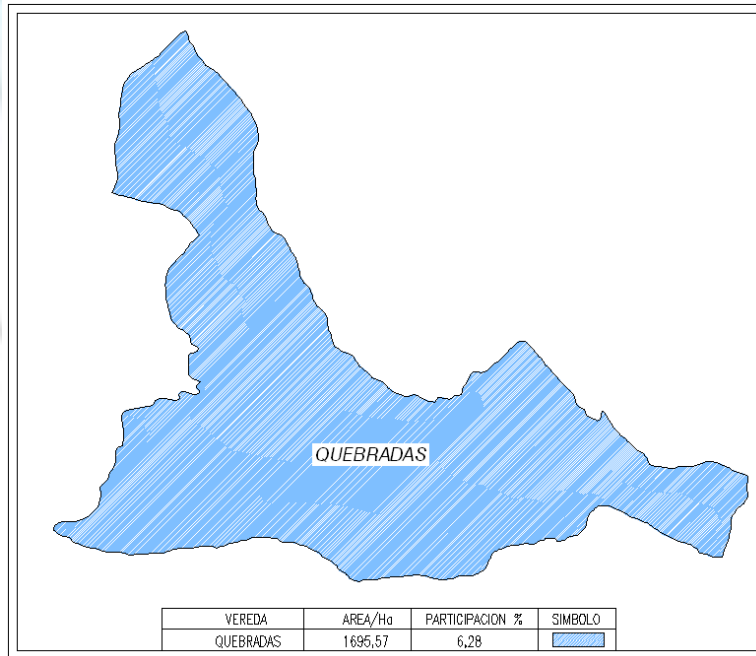 QUEBRADAS
VEREDA AREA/Ha PARTICIPACION % SIMBOLO
QUEBRADAS 1695,57 6,28